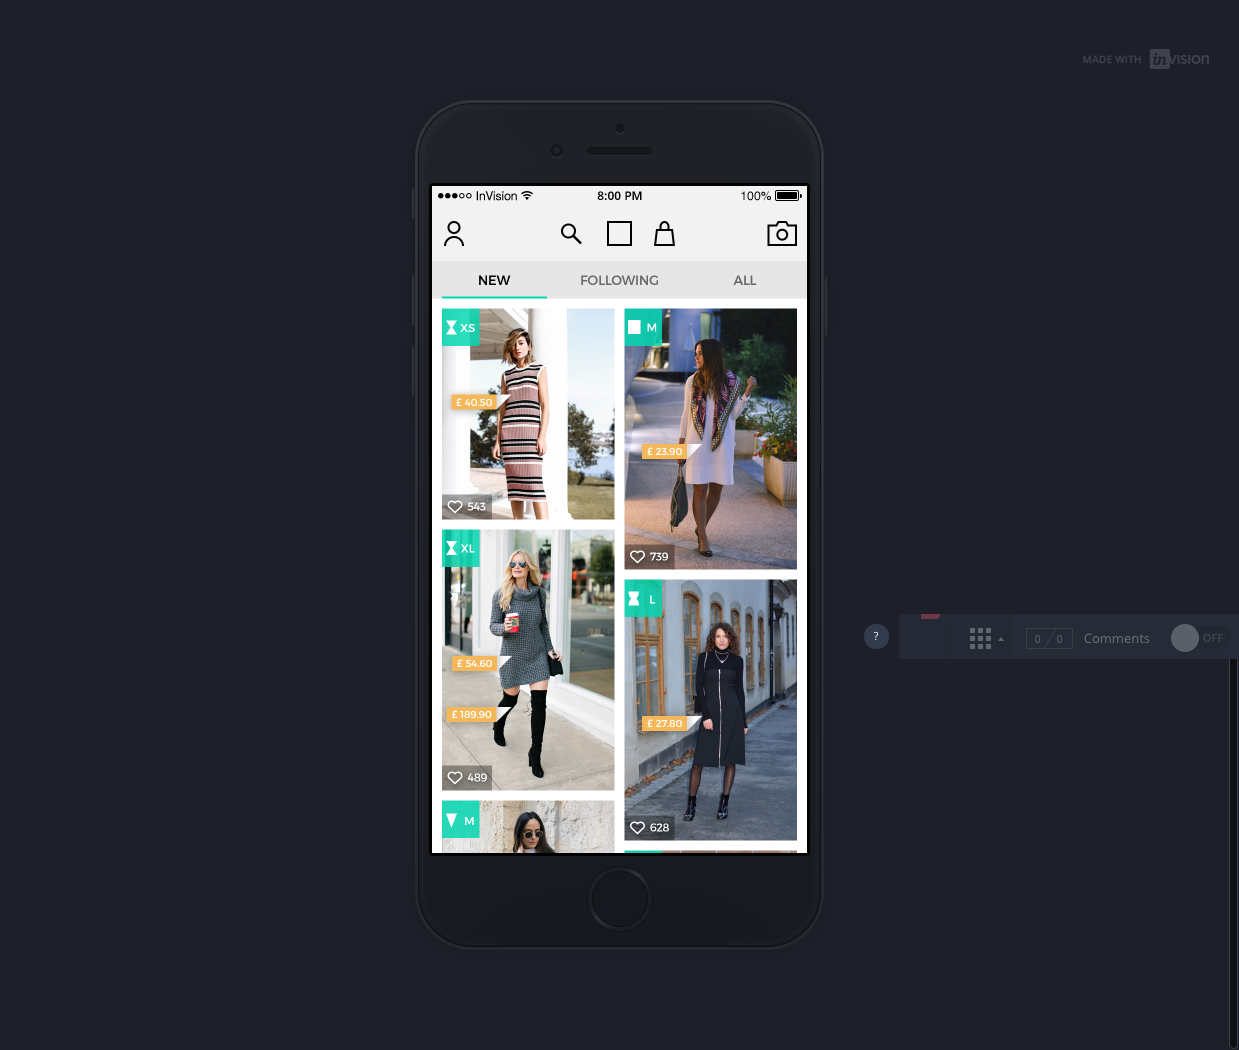 MADE WITH inVISION
InVision 8:00 PM 100%
NEW FOLLOWING ALL
XS
M
£ 40.50
£ 23.90
543
739
XL
L
£ 54.60
£ 189.90
£ 27.80
489
628
M
? 0 / 0 Comments OFF